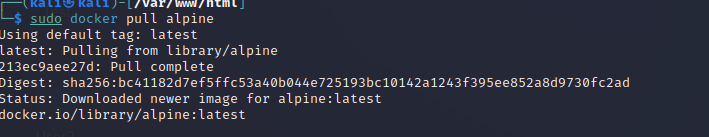 ┌──(kali㉿kali)-[/var/www/html]
└─$ sudo docker pull alpine
Using default tag: latest
latest: Pulling from library/alpine
213ec9aee27d: Pull complete
Digest: sha256:bc41182d7ef5ffc53a40b044e725193bc10142a1243f395ee852a8d9730fc2ad
Status: Downloaded newer image for alpine:latest
docker.io/library/alpine:latest